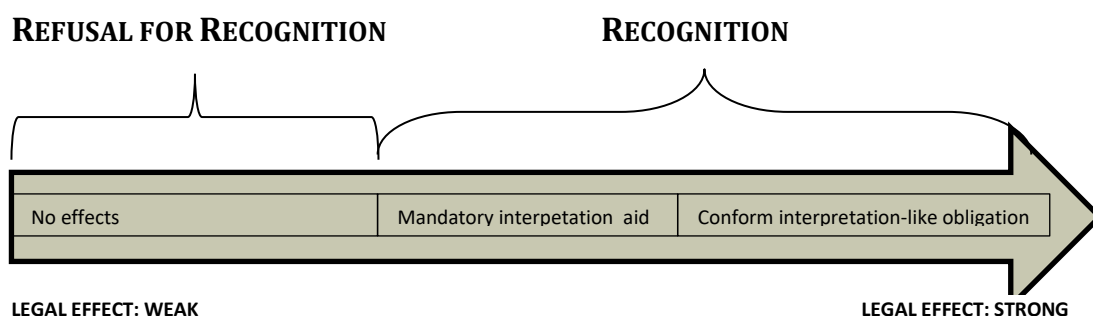 REFUSAL FOR RECOGNITION RECOGNITION
No effects Mandatory interpetation aid Conform interpretation-like obligation
LEGAL EFFECT: WEAK LEGAL EFFECT: STRONG